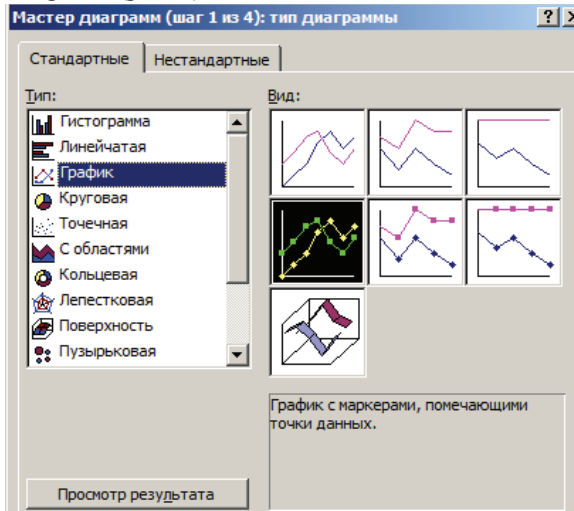 Мастер диаграмм (шаг 1 из 4): тип диаграммы
Стандартные Нестандартные
Тип:
Вид:
Гистограмма
Линейчатая
График
Круговая
Точечная
С областями
Кольцевая
Лепестковая
Поверхность
Пузырьковая
График с маркерами, помечающими
точки данных.
Просмотр результата